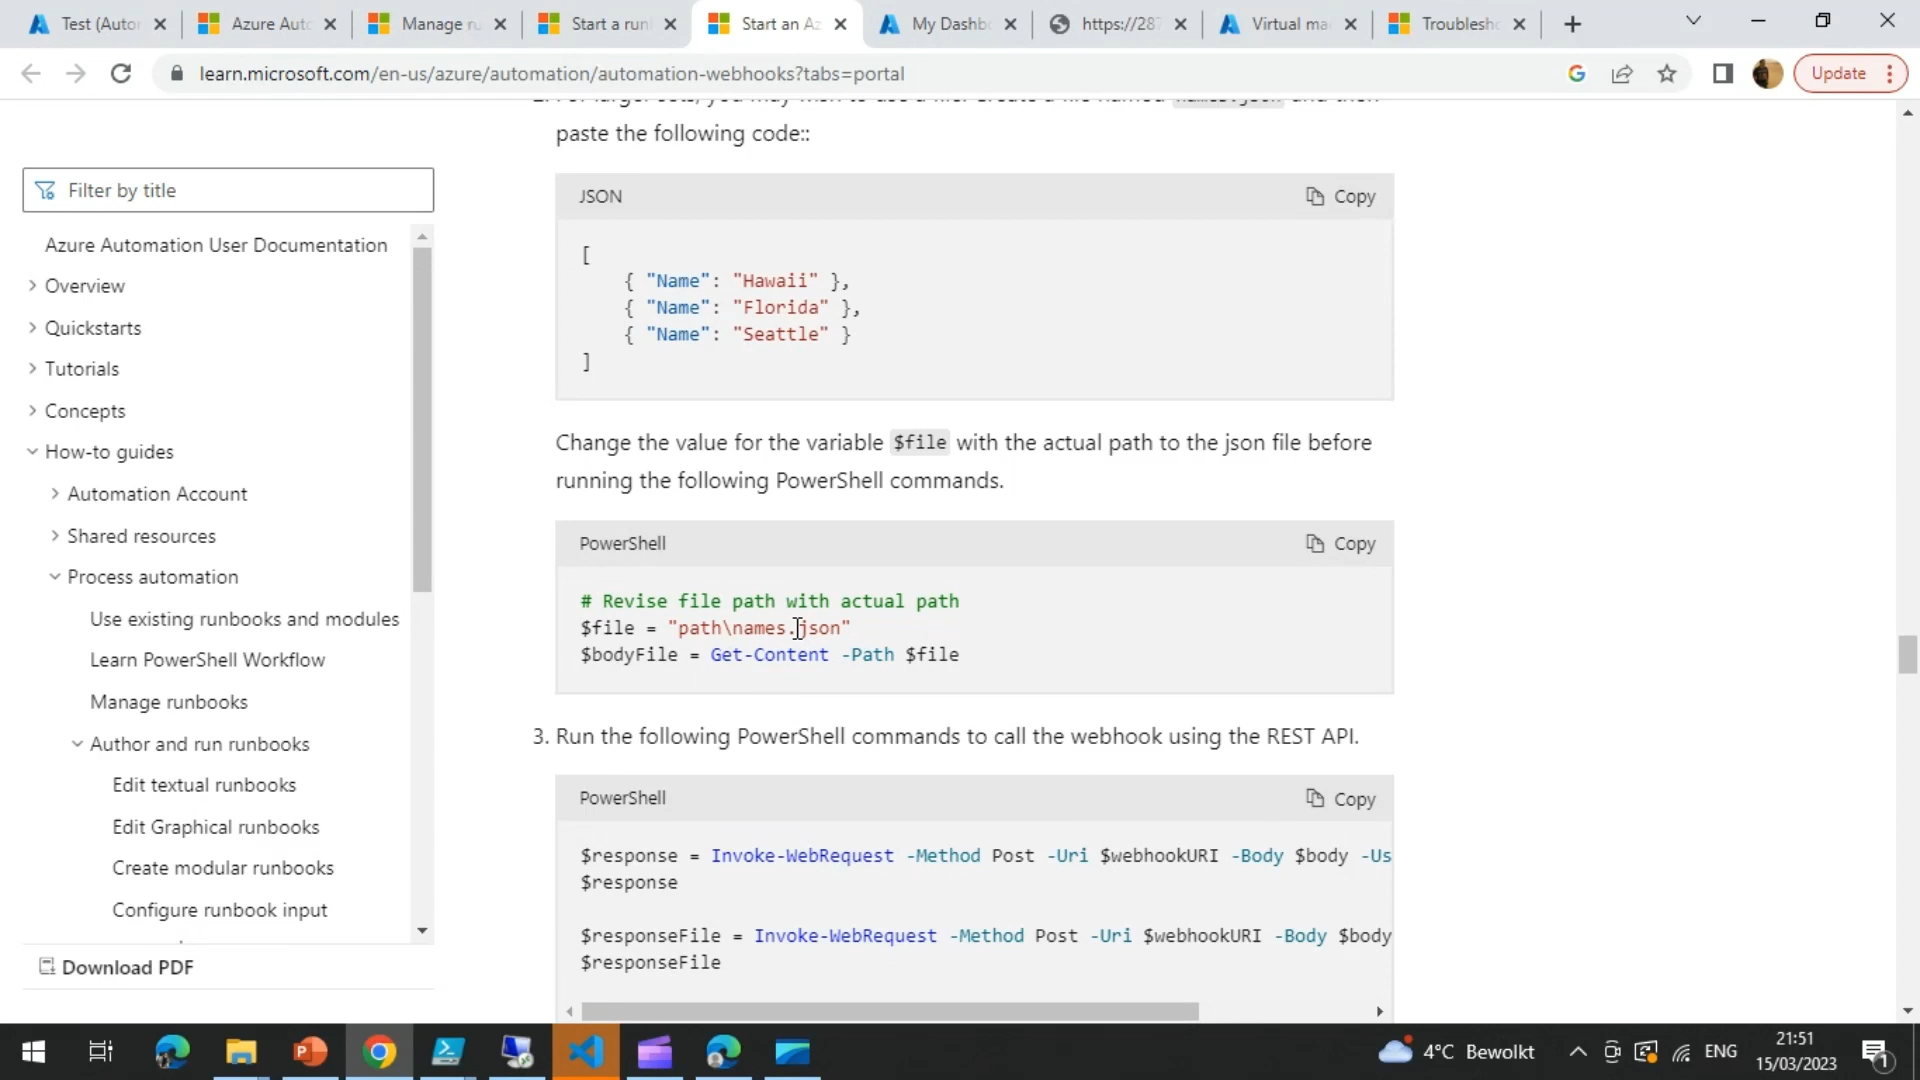 Test (Autor
Azure Auto
Manage ru
Start a runl
Start an Az
My Dashbo
https://287
Virtual ma
Troublesho
learn.microsoft.com/en-us/azure/automation/automation-webhooks?tabs=portal
Update
paste the following code::
Filter by title
Azure Automation User Documentation
Overview
Quickstarts
Tutorials
Concepts
How-to guides
Automation Account
Shared resources
Process automation
Use existing runbooks and modules
Learn PowerShell Workflow
Manage runbooks
Author and run runbooks
Edit textual runbooks
Edit Graphical runbooks
Create modular runbooks
Configure runbook input
Download PDF
JSON
Copy
[
{ "Name": "Hawaii" },
{ "Name": "Florida" },
{ "Name": "Seattle" }
]
Change the value for the variable $file with the actual path to the json file before
running the following PowerShell commands.
PowerShell
Copy
# Revise file path with actual path
$file = "path\names.json"
$bodyFile = Get-Content -Path $file
3. Run the following PowerShell commands to call the webhook using the REST API.
PowerShell
Copy
$response = Invoke-WebRequest -Method Post -Uri $webhookURI -Body $body -Us
$response
$responseFile = Invoke-WebRequest -Method Post -Uri $webhookURI -Body $body
$responseFile
4°C Bewolkt
ENG
21:51
15/03/2023
1